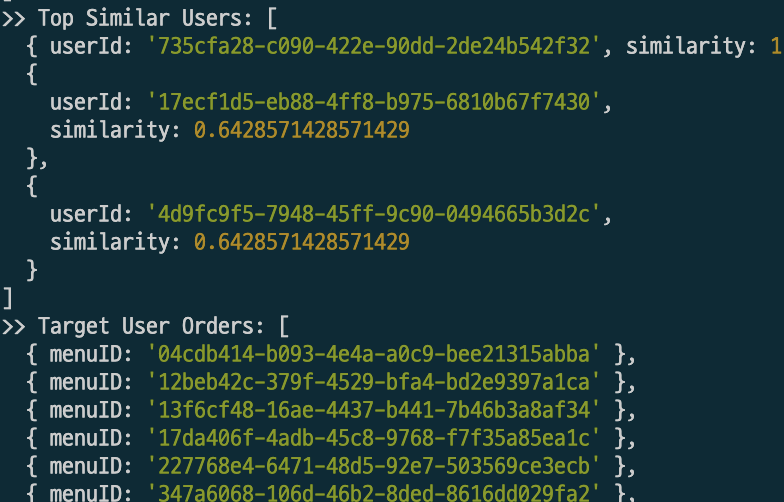 >> Top Similar Users: [
{ userId: '735cfa28-c090-422e-90dd-2de24b542f32', similarity: 1
{
userId: '17ecf1d5-eb88-4ff8-b975-6810b67f7430',
similarity: 0.6428571428571429
},
{
userId: '4d9fc9f5-7948-45ff-9c90-0494665b3d2c',
similarity: 0.6428571428571429
}
]
>> Target User Orders: [
{ menuID: '04cdb414-b093-4e4a-a0c9-bee21315abba' },
{ menuID: '12beb42c-379f-4529-bfa4-bd2e9397a1ca' },
{ menuID: '13f6cf48-16ae-4437-b441-7b46b3a8af34' },
{ menuID: '17da406f-4adb-45c8-9768-f7f35a85ea1c' },
{ menuID: '227768e4-6471-48d5-92e7-503569ce3ecb' },
{ menuID: '347a6068-106d-46b2-8ded-8616dd029fa2' },